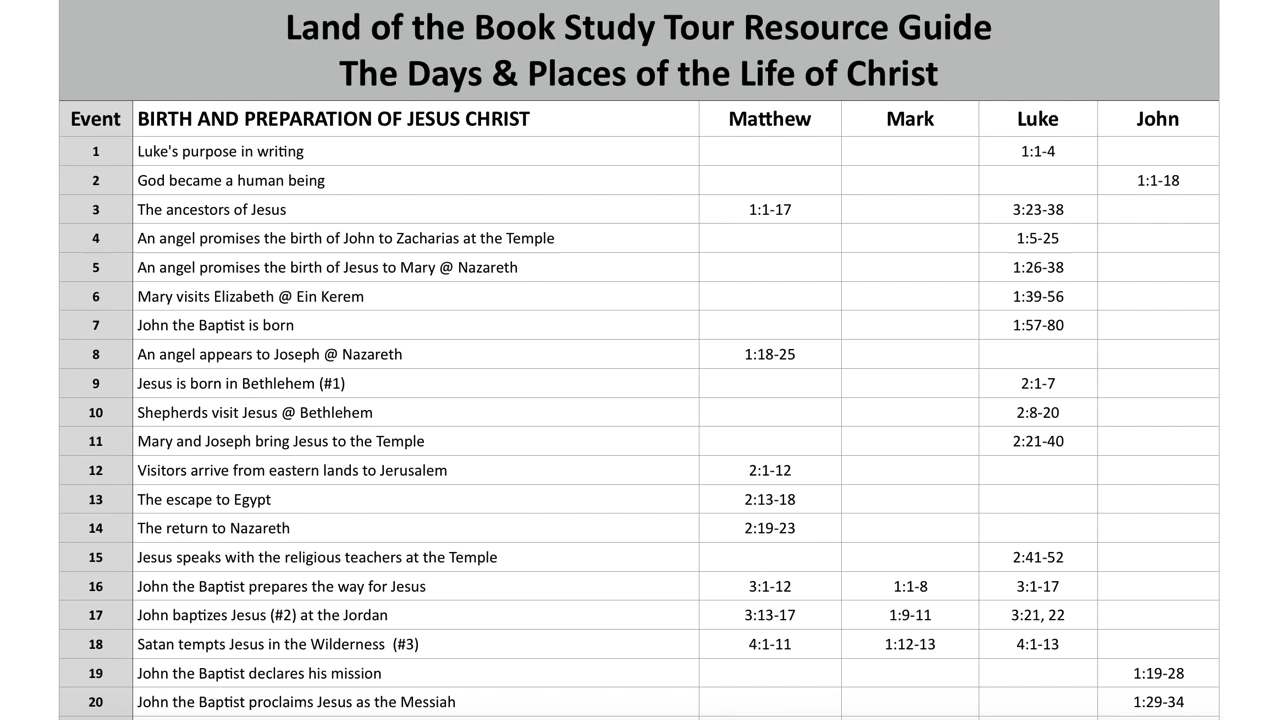 Land of the Book Study Tour Resource Guide
The Days & Places of the Life of Christ
Event BIRTH AND PREPARATION OF JESUS CHRIST Matthew Mark Luke John
1 Luke's purpose in writing 1:1-4
2 God became a human being 1:1-18
3 The ancestors of Jesus 1:1-17 3:23-38
4 An angel promises the birth of John to Zacharias at the Temple 1:5-25
5 An angel promises the birth of Jesus to Mary @ Nazareth 1:26-38
6 Mary visits Elizabeth @ Ein Kerem 1:39-56
7 John the Baptist is born 1:57-80
8 An angel appears to Joseph @ Nazareth 1:18-25
9 Jesus is born in Bethlehem (#1) 2:1-7
10 Shepherds visit Jesus @ Bethlehem 2:8-20
11 Mary and Joseph bring Jesus to the Temple 2:21-40
12 Visitors arrive from eastern lands to Jerusalem 2:1-12
13 The escape to Egypt 2:13-18
14 The return to Nazareth 2:19-23
15 Jesus speaks with the religious teachers at the Temple 2:41-52
16 John the Baptist prepares the way for Jesus 3:1-12 1:1-8 3:1-17
17 John baptizes Jesus (#2) at the Jordan 3:13-17 1:9-11 3:21, 22
18 Satan tempts Jesus in the Wilderness (#3) 4:1-11 1:12-13 4:1-13
19 John the Baptist declares his mission 1:19-28
20 John the Baptist proclaims Jesus as the Messiah 1:29-34